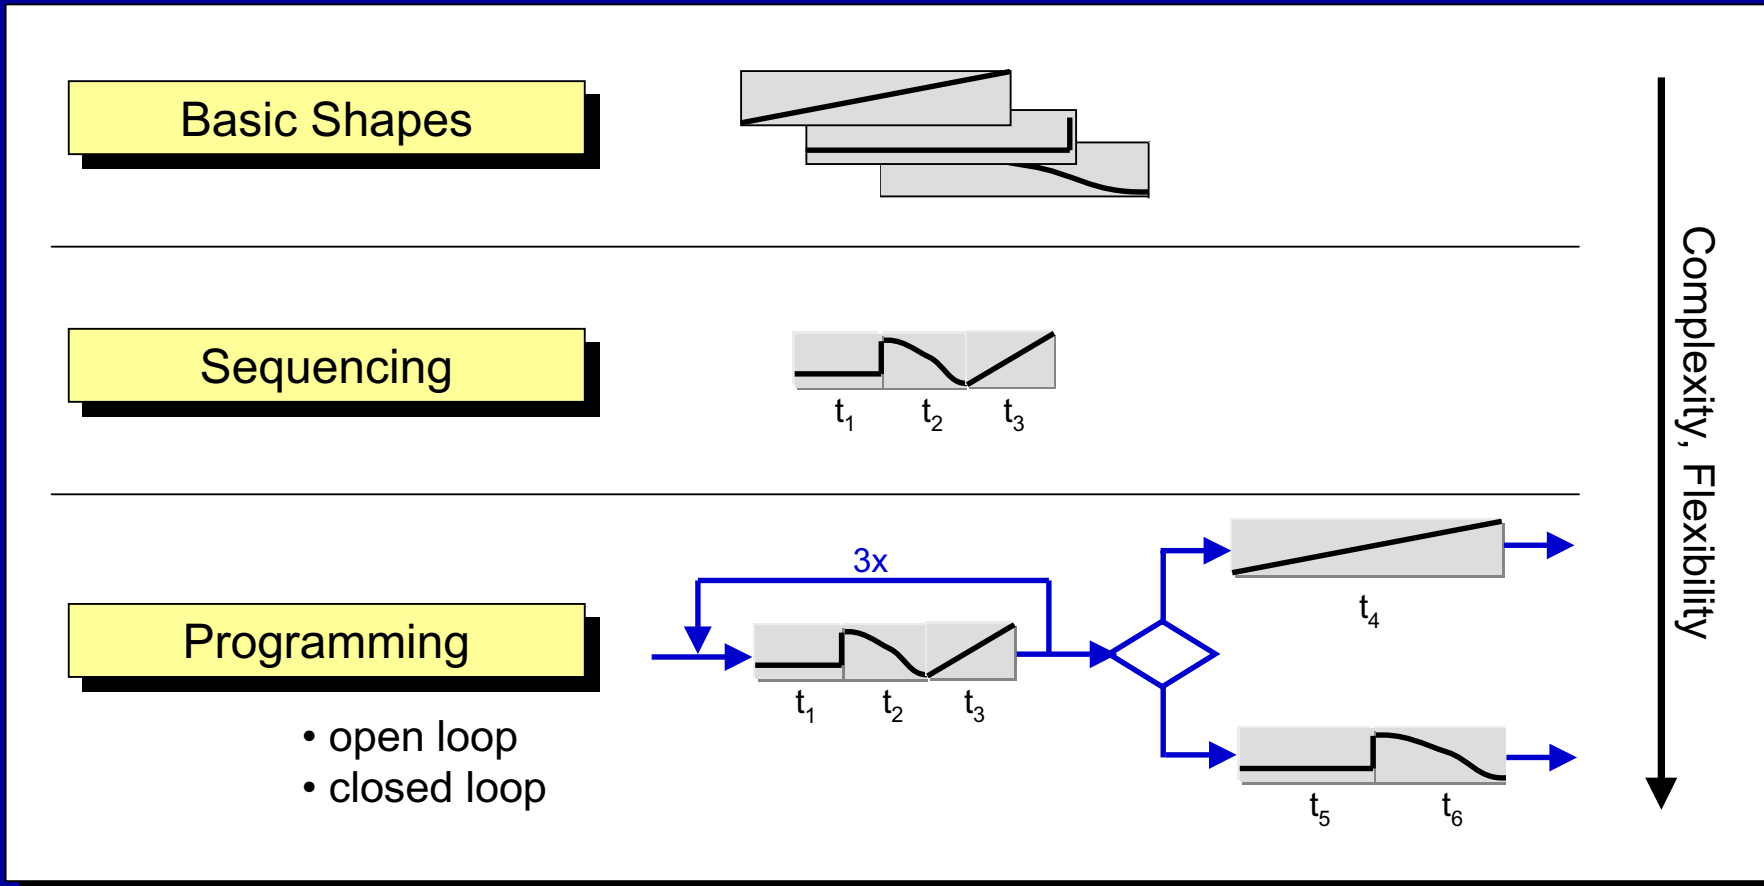 Basic Shapes
Sequencing
t1 t2 t3
Programming
• open loop
• closed loop
3x
t1 t2 t3
t4
t5 t6
Complexity, Flexibility